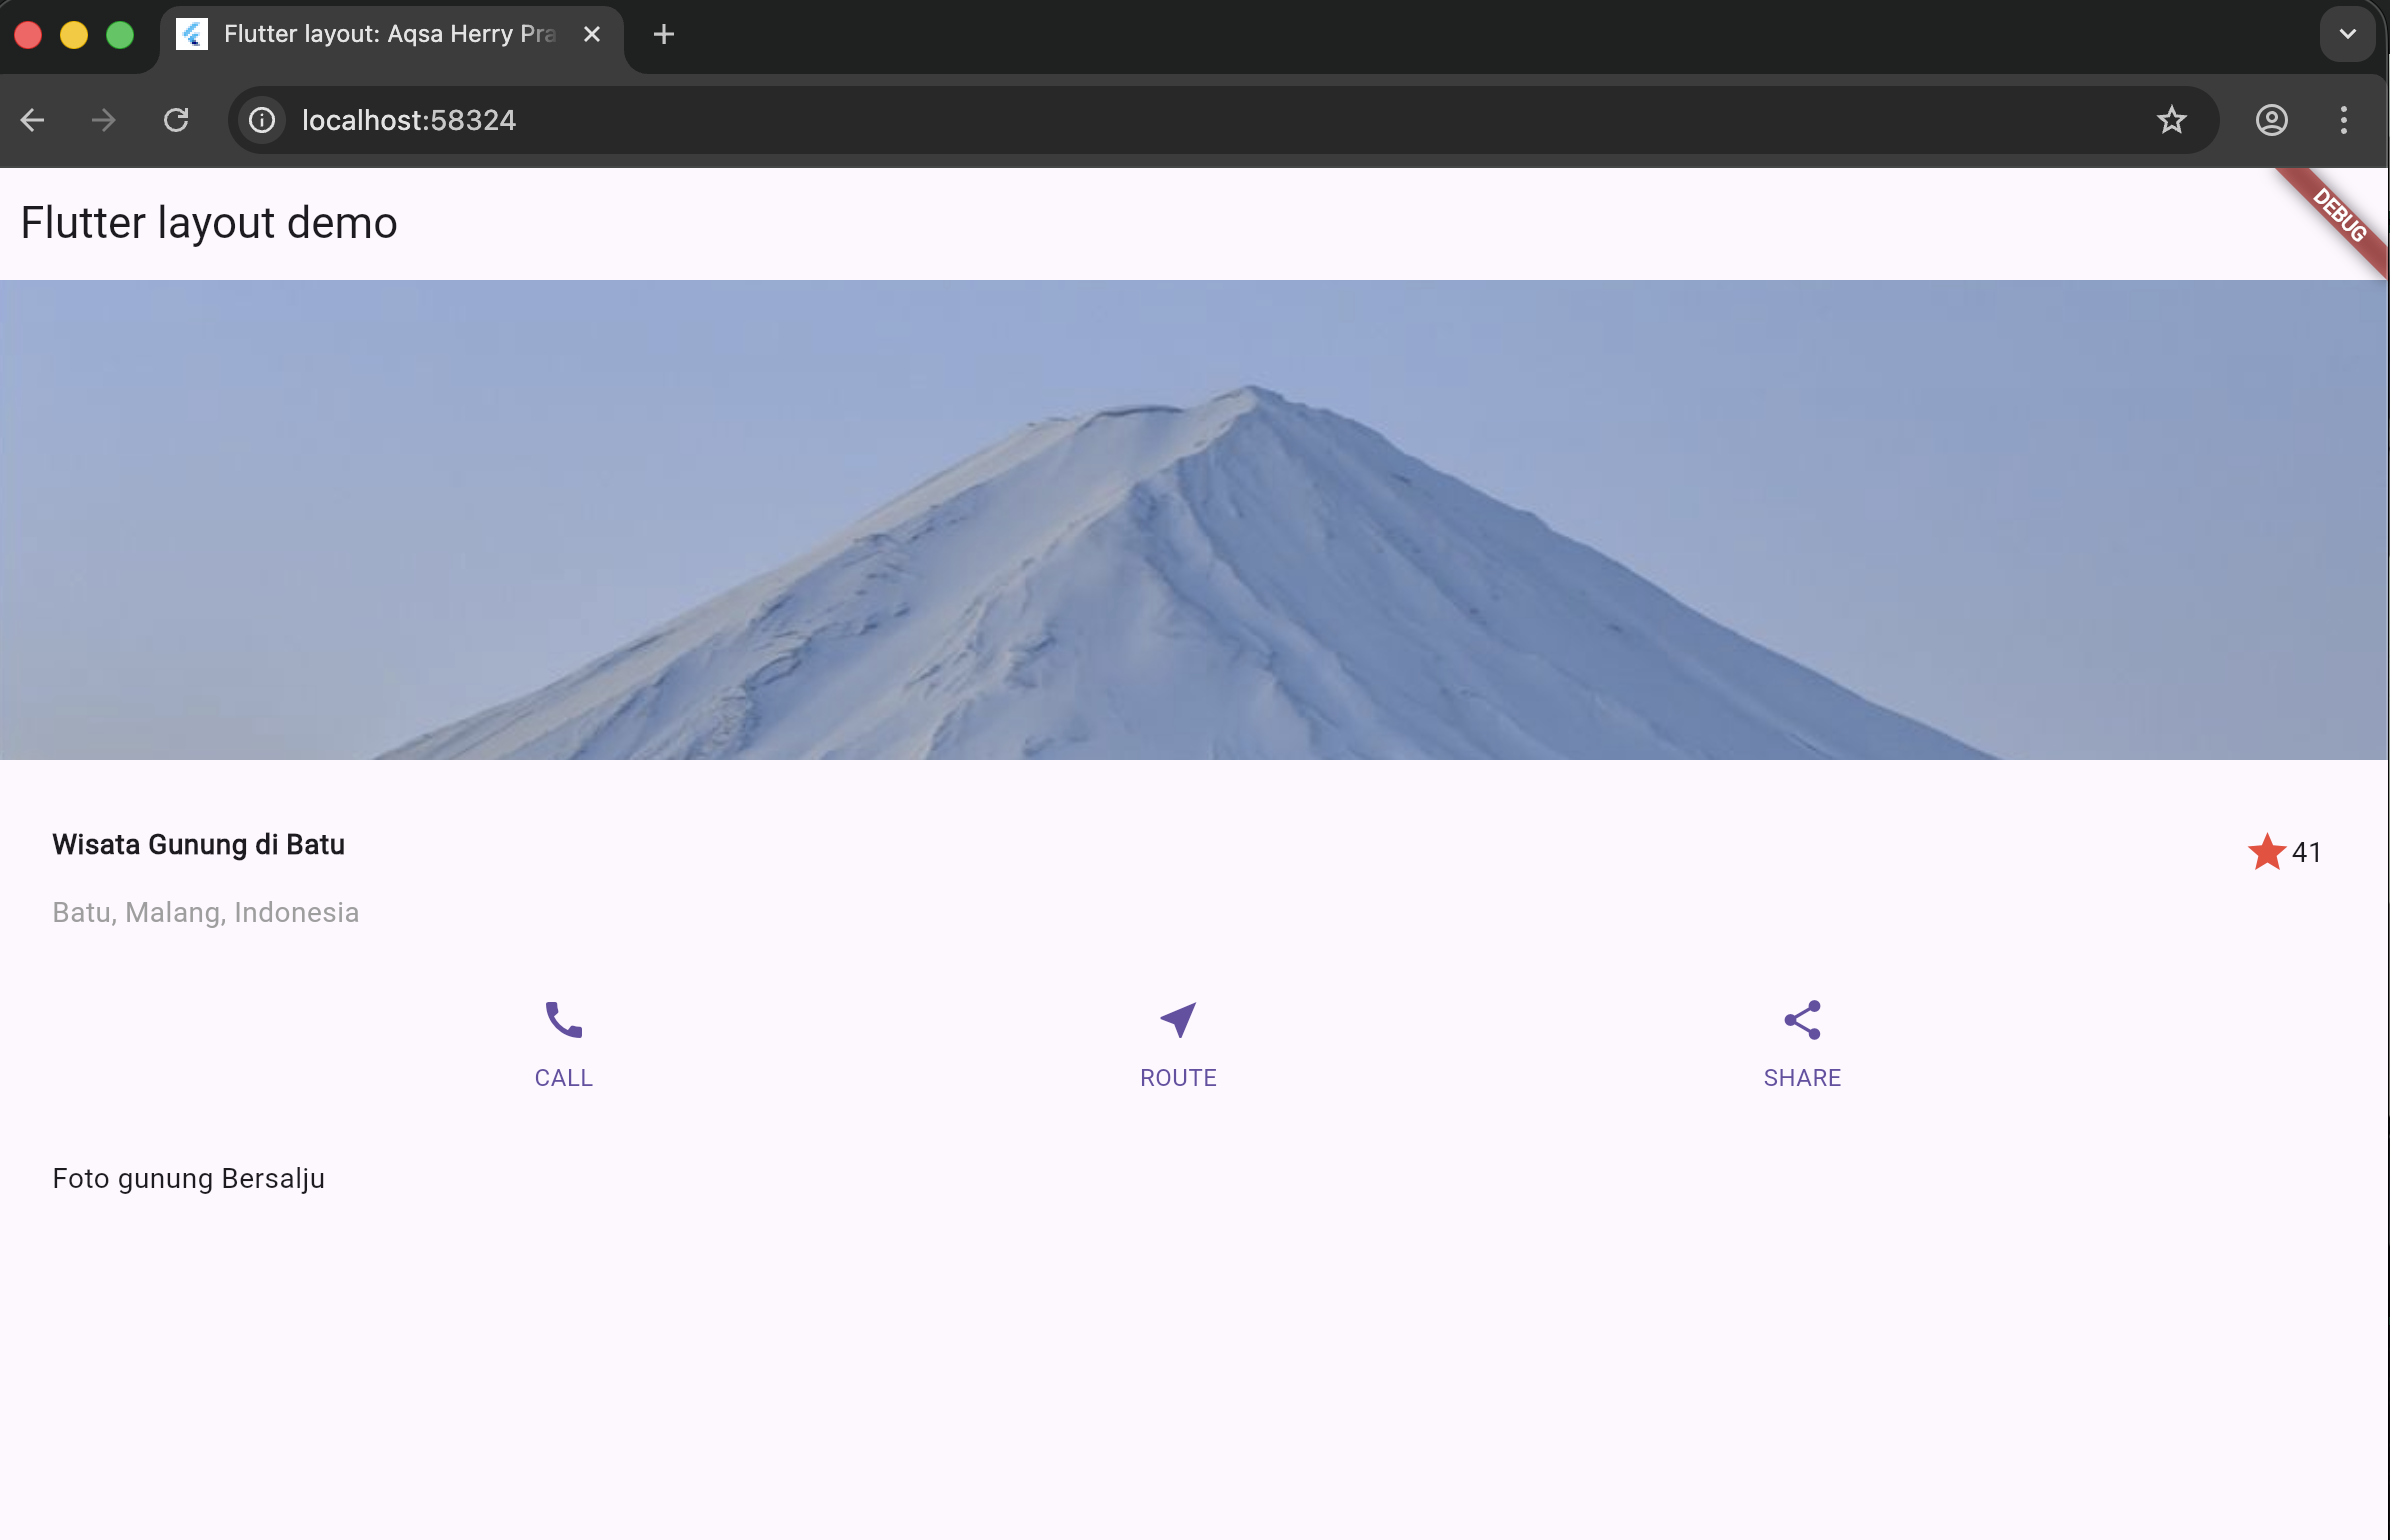 Flutter layout: Aqsa Herry Pra
localhost:58324
Flutter layout demo
DEBUG
Wisata Gunung di Batu
41
Batu, Malang, Indonesia
CALL
ROUTE
SHARE
Foto gunung Bersalju